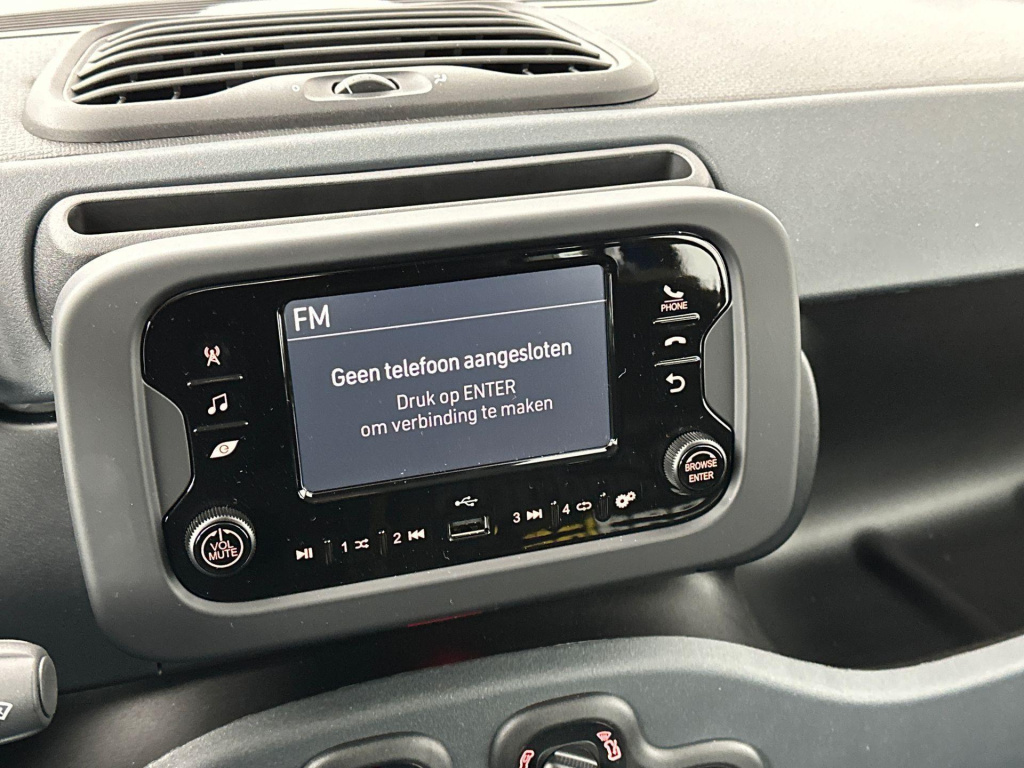 FM
Geen telefoon aangesloten
Druk op ENTER
om verbinding te maken
PHONE
BROWSE
ENTER
VOL
MUTE
1
2
3
4